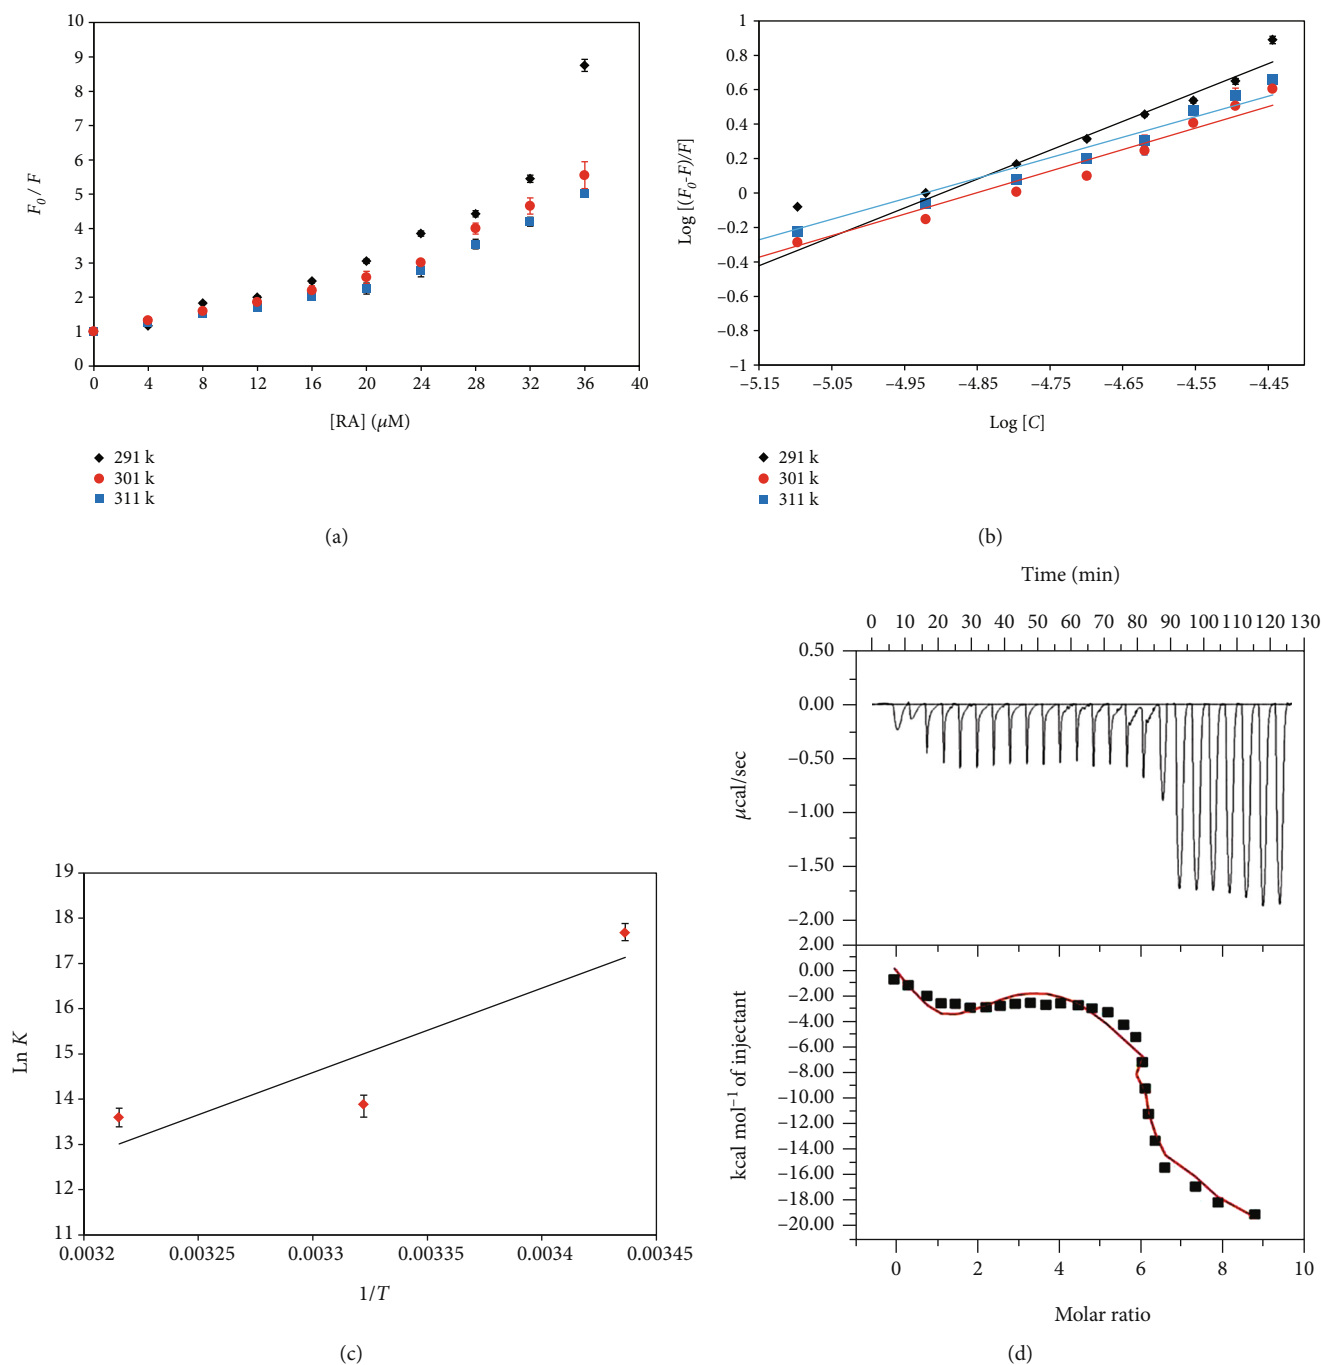 10
9
8
7
6
5
4
3
2
1
0
F₀ / F
0 4 8 12 16 20 24 28 32 36 40
[RA] (μM)
291 k
301 k
311 k
(a)
1
0.8
0.6
0.4
0.2
0
−0.2
−0.4
−0.6
−0.8
−1
Log [(F₀-F)/F]
−5.15 −5.05 −4.95 −4.85 −4.75 −4.65 −4.55 −4.45
Log [C]
291 k
301 k
311 k
(b)
19
18
17
16
15
14
13
12
11
Ln K
0.0032 0.00325 0.0033 0.00335 0.0034 0.00345
1/T
(c)
Time (min)
0 10 20 30 40 50 60 70 80 90 100 110 120 130
0.50
0.00
−0.50
−1.00
−1.50
−2.00
μcal/sec
2.00
0.00
−2.00
−4.00
−6.00
−8.00
−10.00
−12.00
−14.00
−16.00
−18.00
−20.00
kcal mol⁻¹ of injectant
0 2 4 6 8 10
Molar ratio
(d)